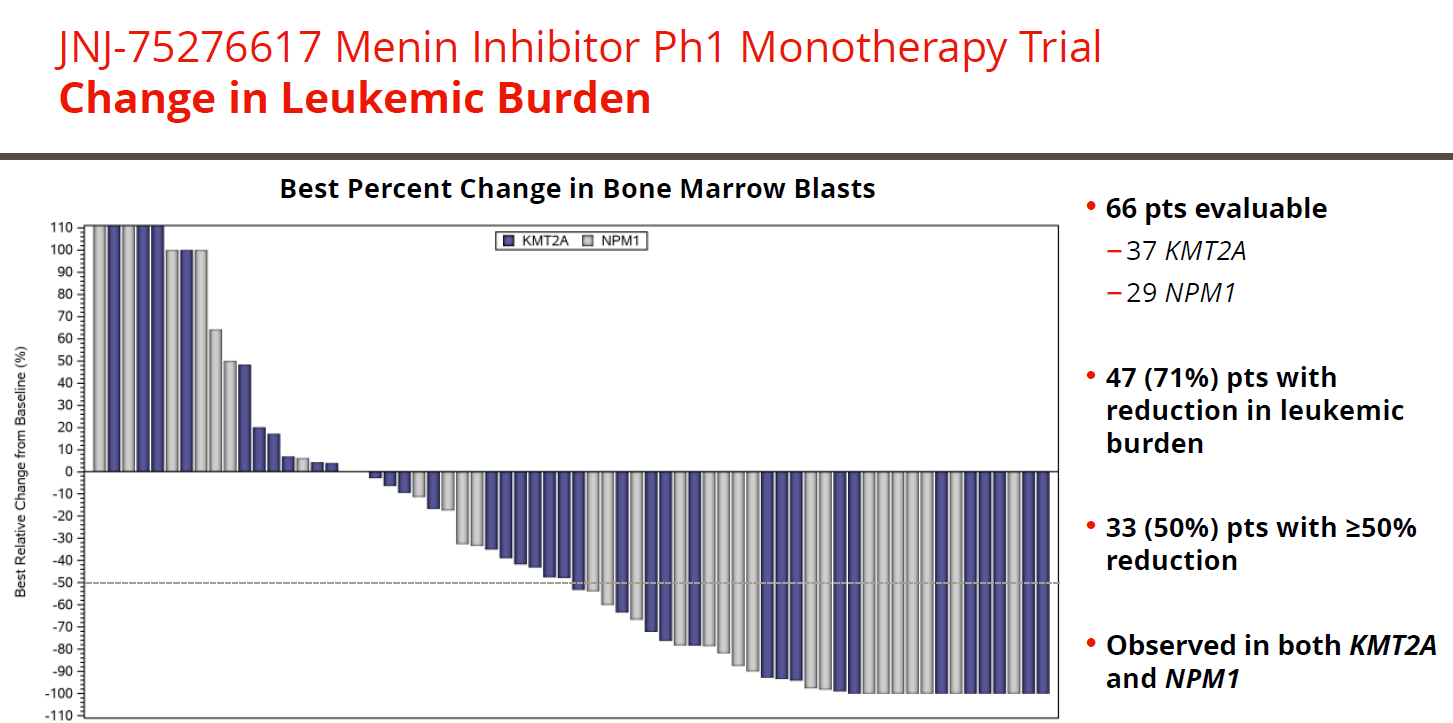 JNJ-75276617 Menin Inhibitor Ph1 Monotherapy Trial
Change in Leukemic Burden
Best Percent Change in Bone Marrow Blasts
KMT2A NPM1
Best Relative Change from Baseline (%)
110
100
90
80
70
60
50
40
30
20
10
0
-10
-20
-30
-40
-50
-60
-70
-80
-90
-100
-110
• 66 pts evaluable
– 37 KMT2A
– 29 NPM1
• 47 (71%) pts with
reduction in leukemic
burden
• 33 (50%) pts with ≥50%
reduction
• Observed in both KMT2A
and NPM1